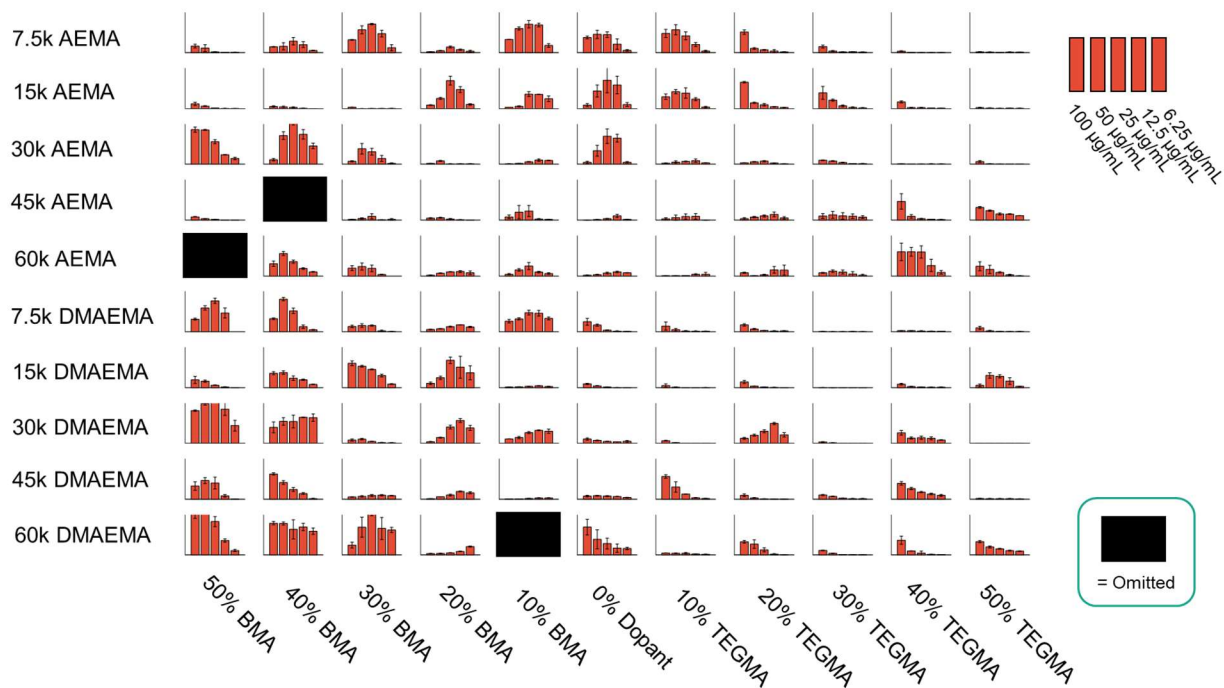 7.5k AEMA
15k AEMA
30k AEMA
45k AEMA
60k AEMA
7.5k DMAEMA
15k DMAEMA
30k DMAEMA
45k DMAEMA
60k DMAEMA
50% BMA
40% BMA
30% BMA
20% BMA
10% BMA
0% Dopant
10% TEGMA
20% TEGMA
30% TEGMA
40% TEGMA
50% TEGMA
100 µg/mL
50 µg/mL
25 µg/mL
12.5 µg/mL
6.25 µg/mL
= Omitted